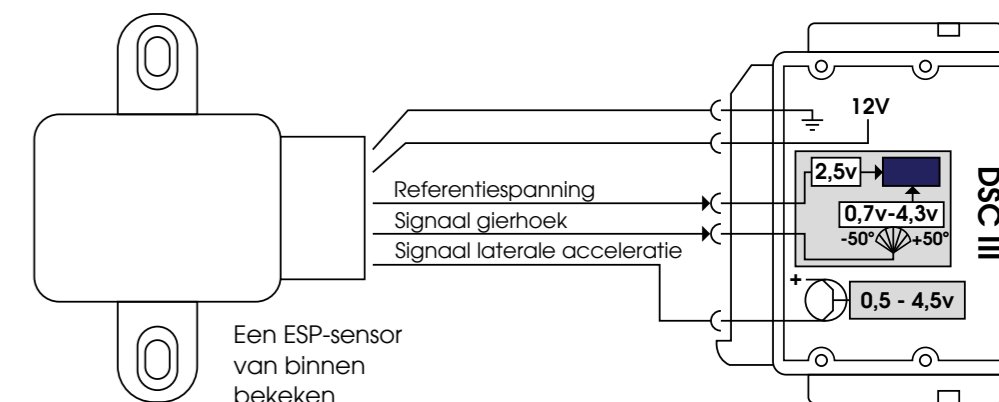 12V
2,5v
Referentiespanning
0,7v-4,3v
Signaal gierhoek
-50° +50°
Signaal laterale acceleratie
DSC III
+
0,5 - 4,5v
Een ESP-sensor
van binnen
bekeken